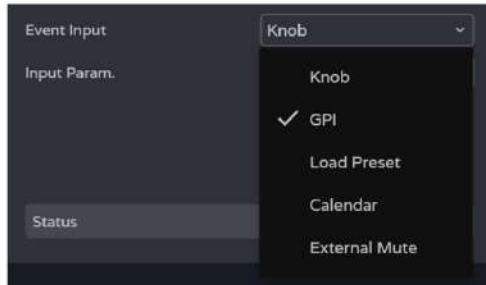 Event Input Knob
Input Param.
Knob
GPI
Load Preset
Calendar
Status
External Mute